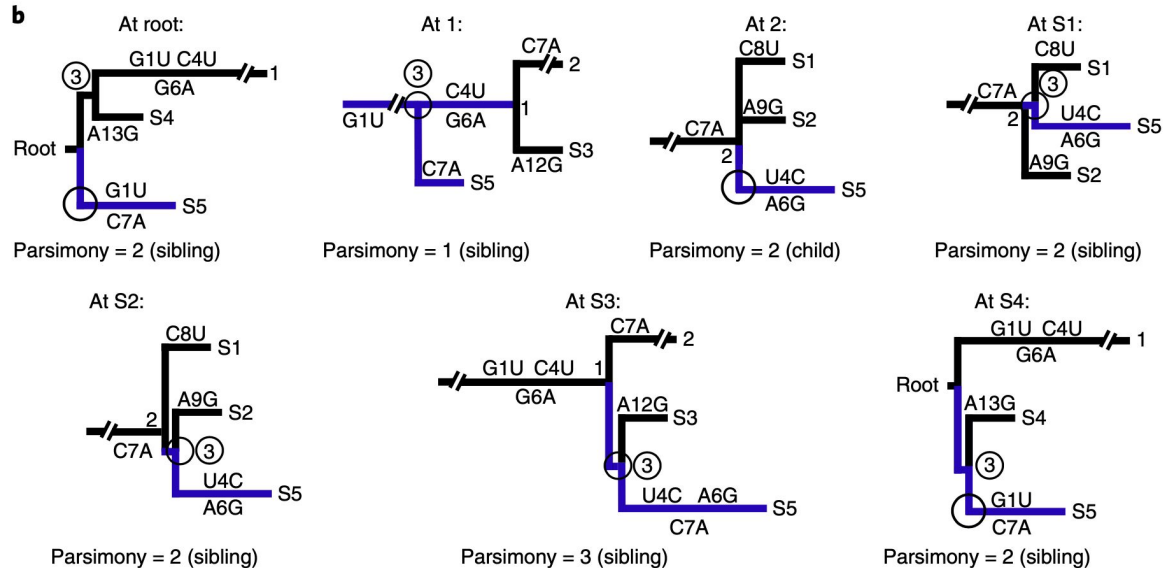 b
At root:
3
G1U C4U
G6A
1
S4
A13G
Root
G1U
C7A
S5
Parsimony = 2 (sibling)
At 1:
3
C7A
2
C4U
G1U
G6A
1
C7A
S5
A12G
S3
Parsimony = 1 (sibling)
At 2:
C8U
S1
A9G
S2
C7A
2
U4C
A6G
S5
Parsimony = 2 (child)
At S1:
C8U
S1
3
C7A
2
U4C
A6G
S5
A9G
S2
Parsimony = 2 (sibling)
At S2:
C8U
S1
A9G
S2
2
C7A
3
U4C
A6G
S5
Parsimony = 2 (sibling)
At S3:
C7A
2
G1U C4U
G6A
1
A12G
S3
3
U4C A6G
C7A
S5
Parsimony = 3 (sibling)
At S4:
G1U C4U
G6A
1
Root
A13G
S4
3
G1U
C7A
S5
Parsimony = 2 (sibling)